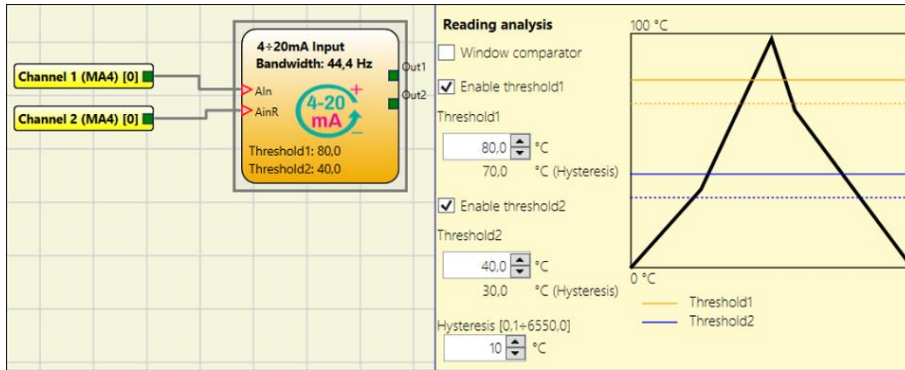 4÷20mA Input
Bandwidth: 44,4 Hz
Channel 1 (MA4) [0]
Channel 2 (MA4) [0]
AIn
AinR
Out1
Out2
4-20
mA
+
−
Threshold1: 80,0
Threshold2: 40,0
Reading analysis
Window comparator
Enable threshold1
Threshold1
80,0 °C
70,0 °C (Hysteresis)
Enable threshold2
Threshold2
40,0 °C
30,0 °C (Hysteresis)
Hysteresis [0,1÷6550,0]
10 °C
100 °C
0 °C
Threshold1
Threshold2